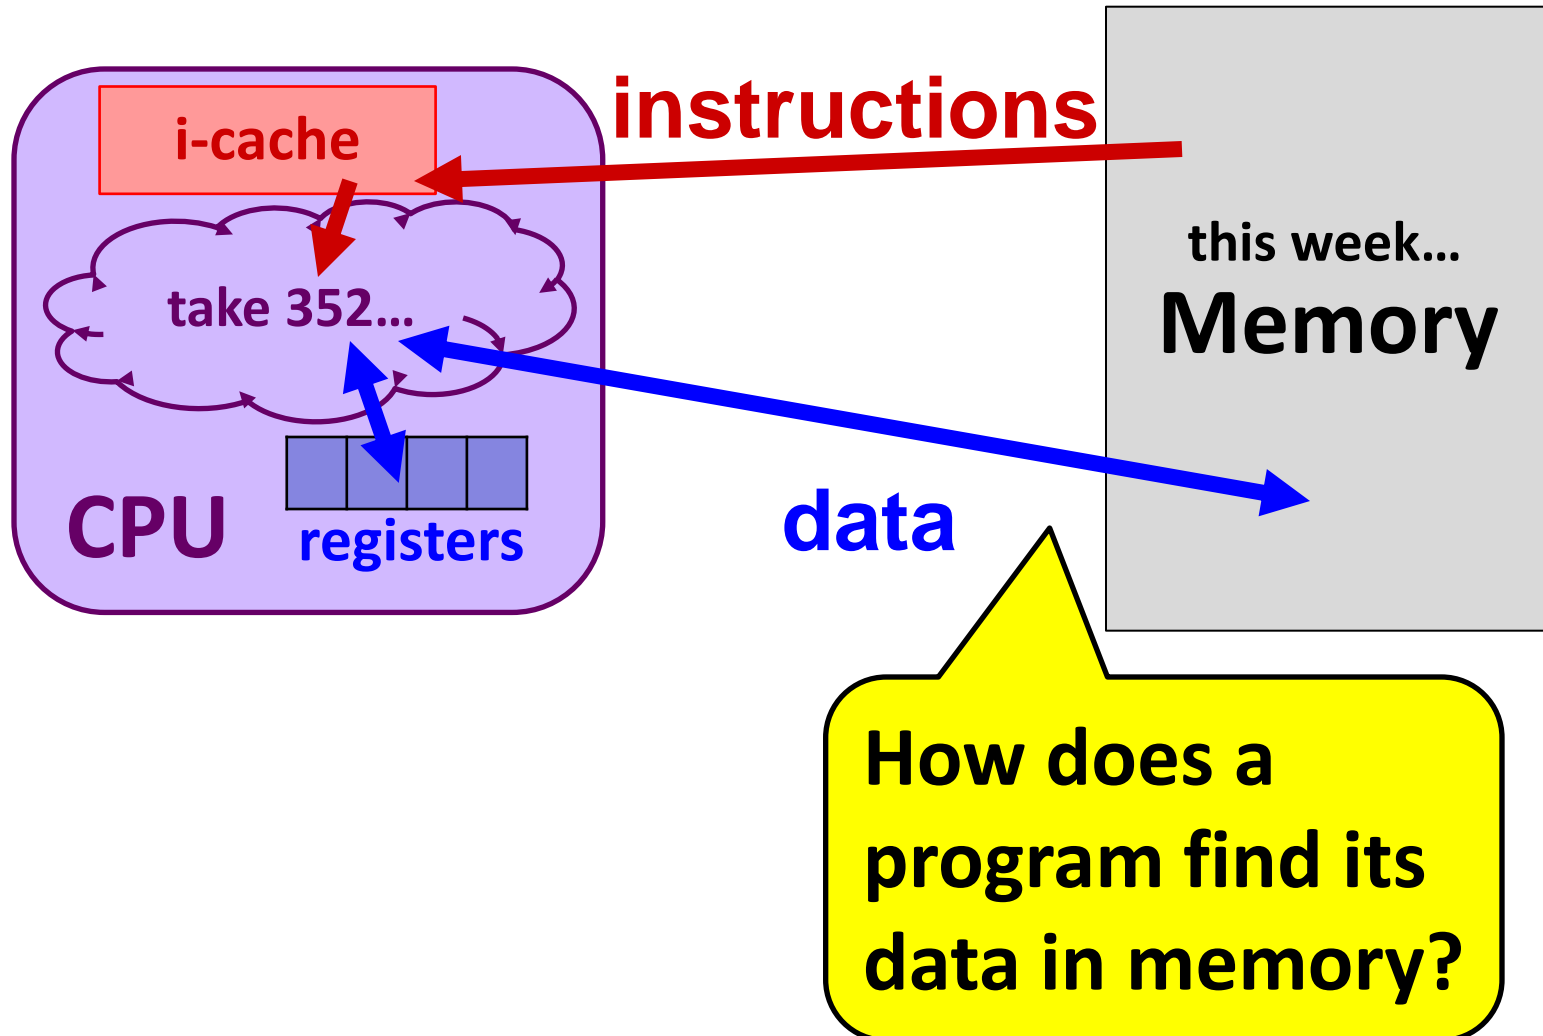 i-cache
instructions
take 352...
CPU
registers
data
this week...
Memory
How does a
program find its
data in memory?